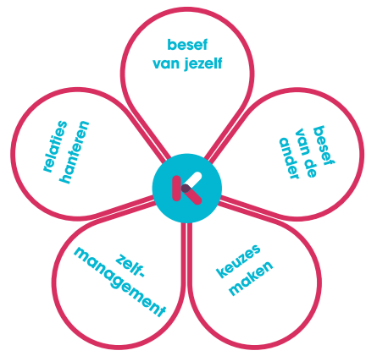 besef
van jezelf
besef
van de
ander
keuzes
maken
zelf-
management
relaties
hanteren
K